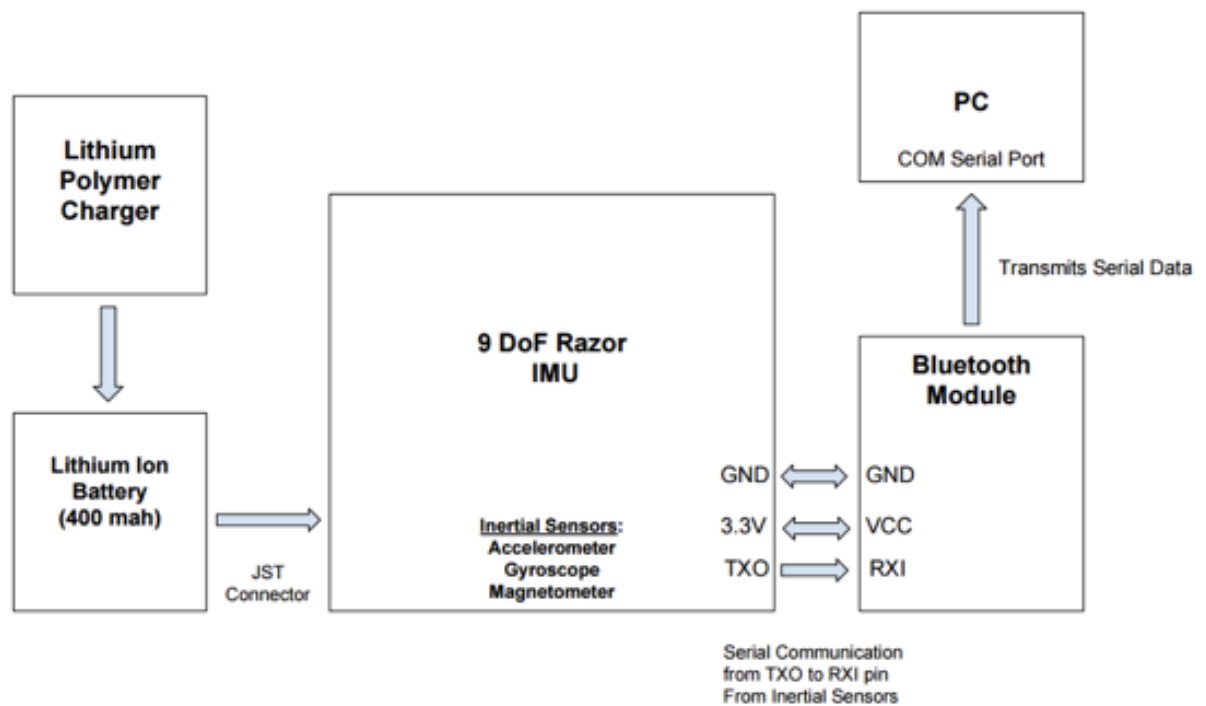 Lithium
Polymer
Charger
Lithium Ion
Battery
(400 mah)
JST
Connector
9 DoF Razor
IMU
Inertial Sensors:
Accelerometer
Gyroscope
Magnetometer
GND
3.3V
TXO
PC
COM Serial Port
Transmits Serial Data
Bluetooth
Module
GND
VCC
RXI
Serial Communication
from TXO to RXI pin
From Inertial Sensors